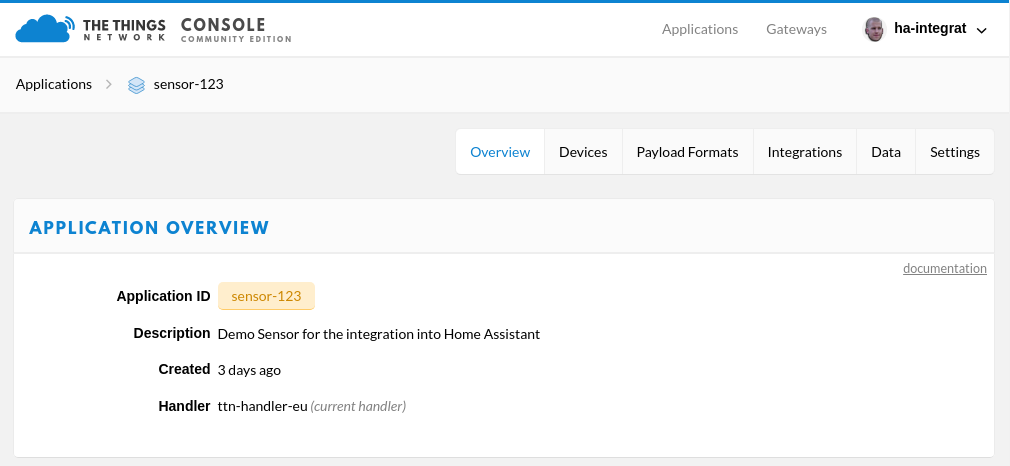 THE THINGS NETWORK CONSOLE COMMUNITY EDITION
Applications Gateways ha-integrat
Applications sensor-123
Overview Devices Payload Formats Integrations Data Settings
APPLICATION OVERVIEW
documentation
Application ID sensor-123
Description Demo Sensor for the integration into Home Assistant
Created 3 days ago
Handler ttn-handler-eu (current handler)